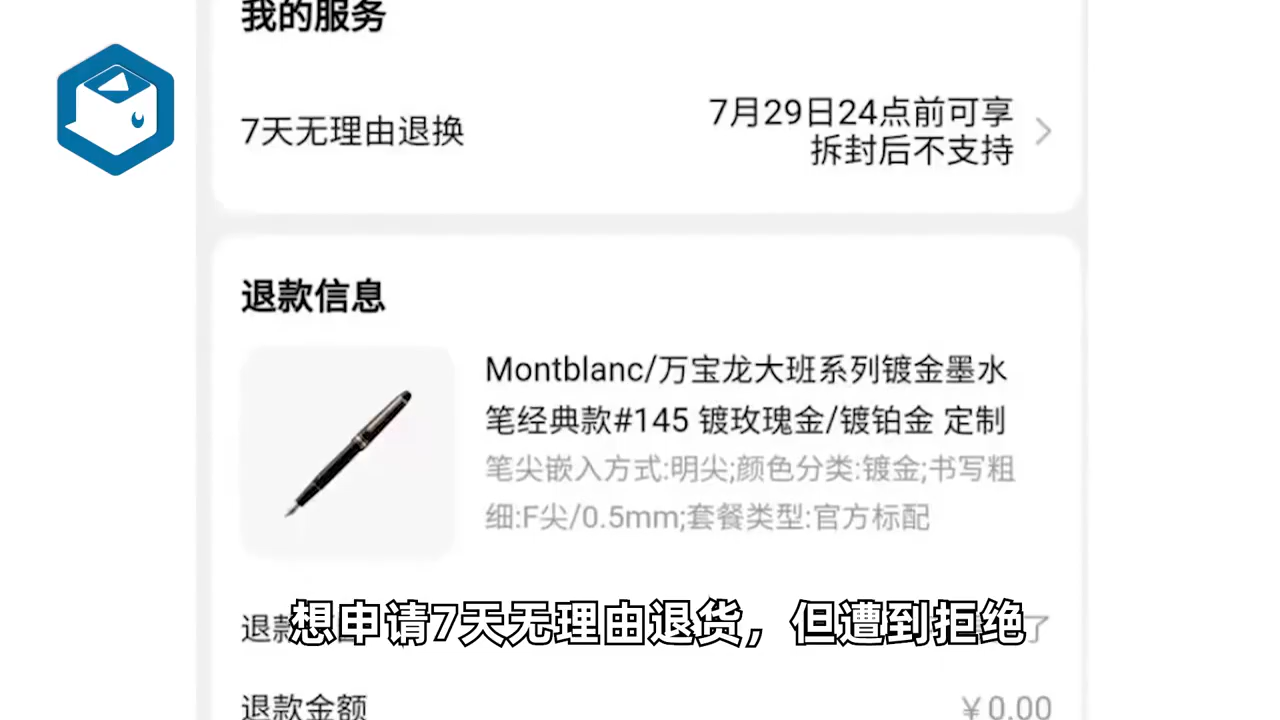 我的服务
7天无理由退换
7月29日24点前可享
拆封后不支持
退款信息
Montblanc/万宝龙大班系列镀金墨水
笔经典款#145 镀玫瑰金/镀铂金 定制
笔尖嵌入方式:明尖;颜色分类:镀金;书写粗
细:F尖/0.5mm;套餐类型:官方标配
退款
了
想申请7天无理由退货，但遭到拒绝
退款金额
￥0.00